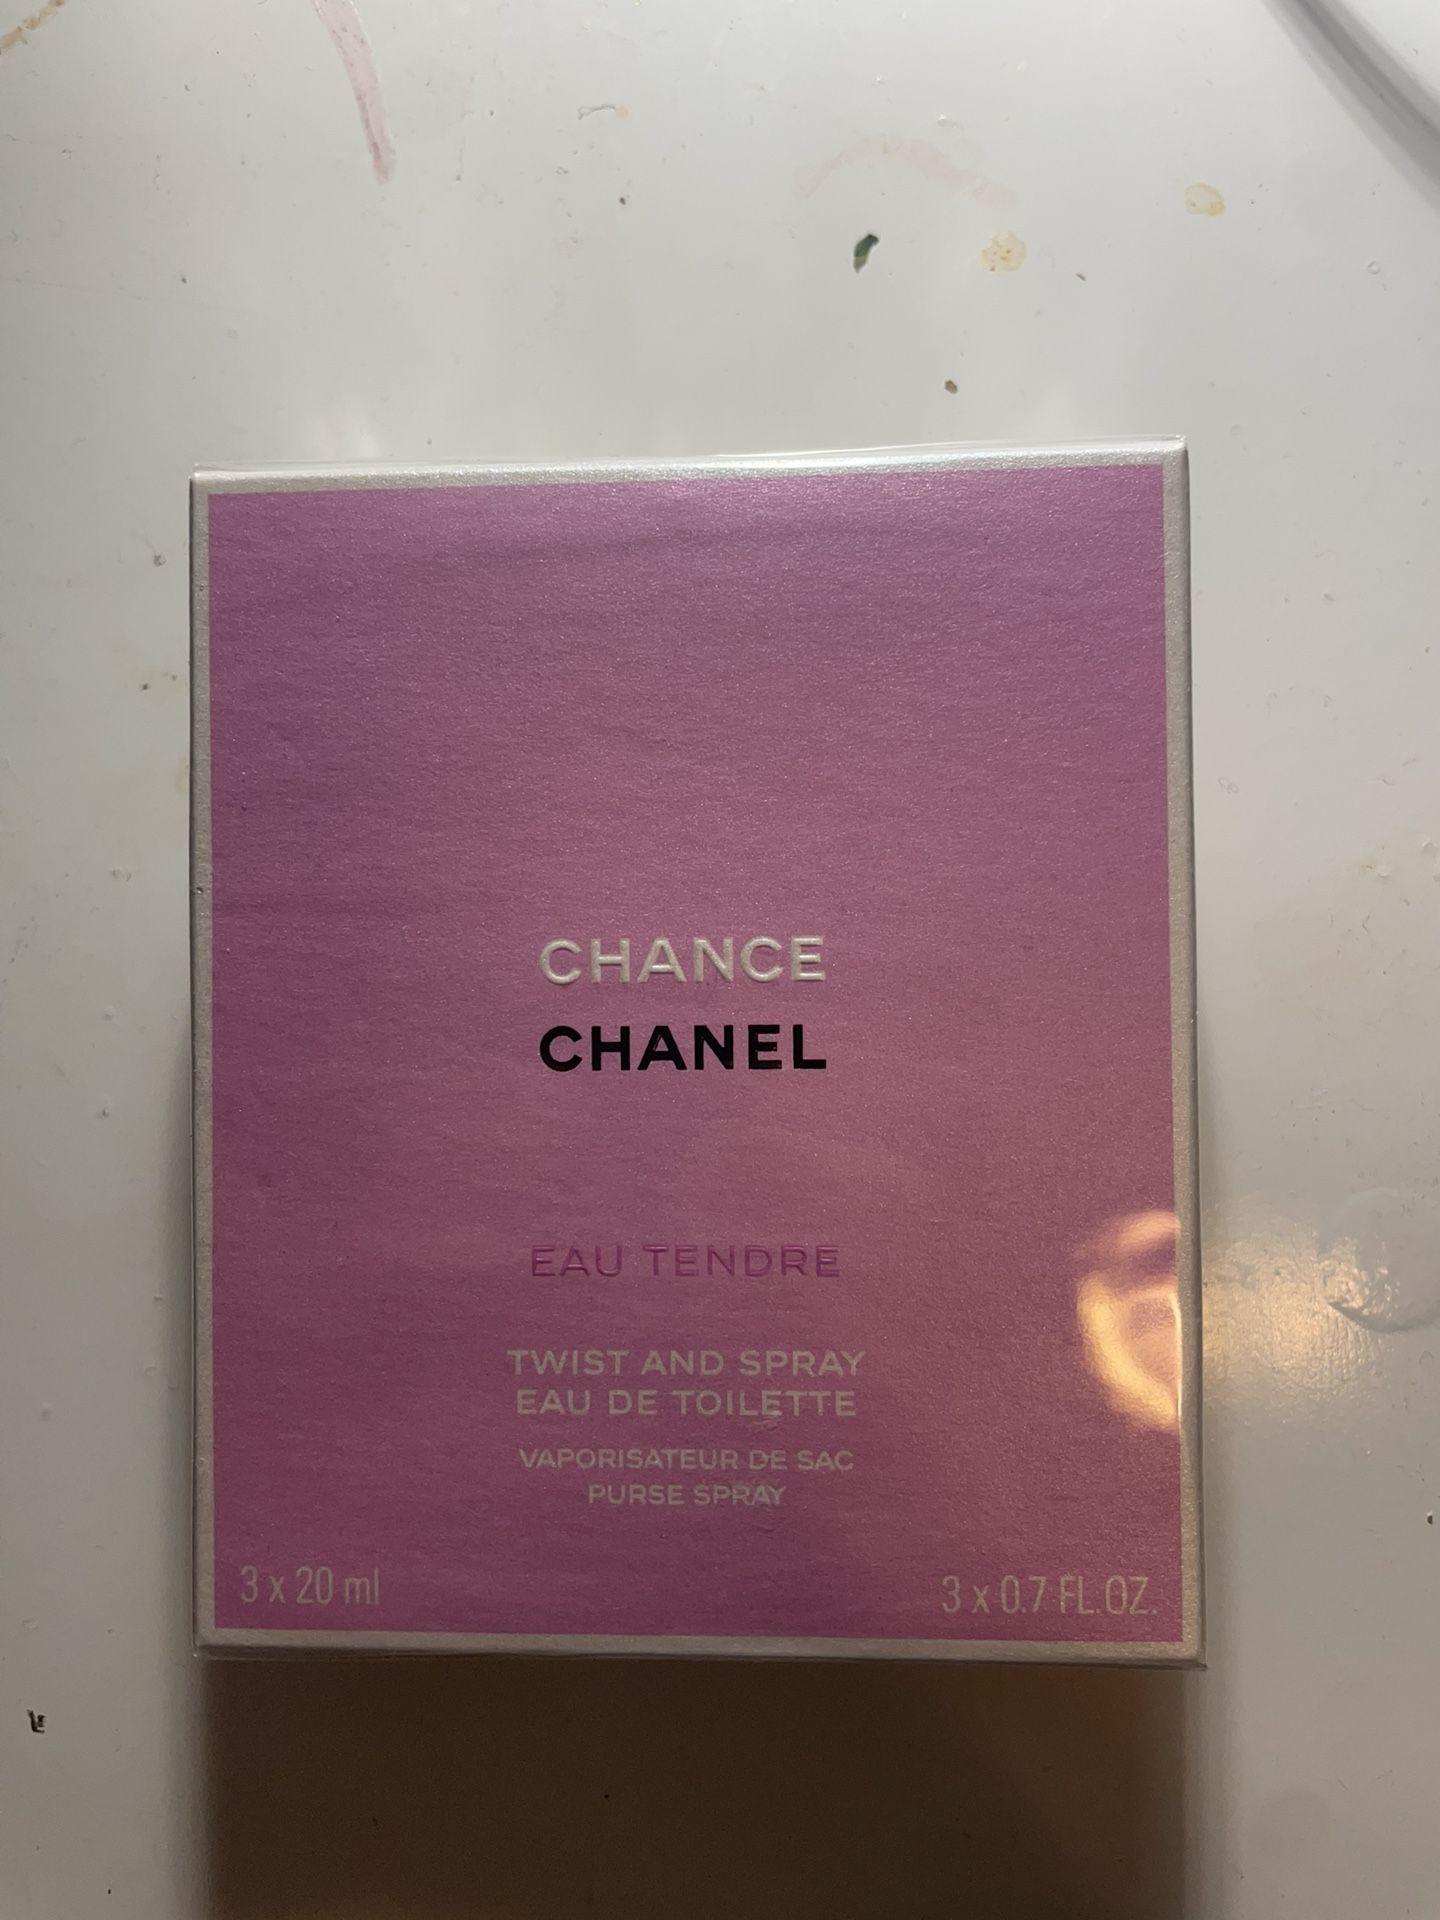 CHANCE
CHANEL
EAU TENDRE
TWIST AND SPRAY
EAU DE TOILETTE
VAPORISATEUR DE SAC
PURSE SPRAY
3 x 20 ml
3 x 0.7 FL.OZ.